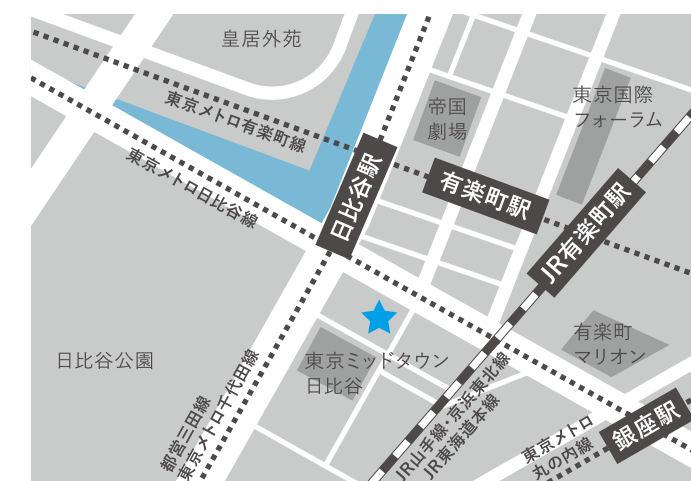 皇居外苑
東京メトロ有楽町線
帝国
劇場
東京国際
フォーラム
東京メトロ日比谷線
日比谷駅
有楽町駅
JR有楽町駅
日比谷公園
東京ミッドタウン
日比谷
有楽町
マリオン
都営三田線
東京メトロ千代田線
JR山手線・京浜東北線
JR東海道本線
東京メトロ
丸の内線
銀座駅